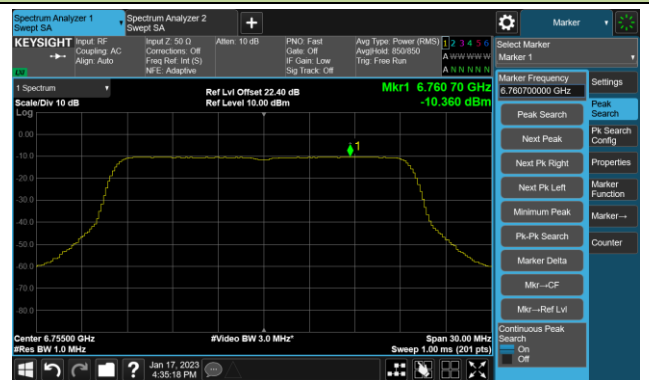 Spectrum Analyzer 1
Swept SA
Spectrum Analyzer 2
Swept SA
Marker
KEYSIGHT
Input: RF
Coupling: AC
Align: Auto
Input Z: 50 Ω
Corrections: Off
Freq Ref: Int (S)
NFE: Adaptive
Atten: 10 dB
PNO: Fast
Gate: Off
IF Gain: Low
Sig Track: Off
Avg Type: Power (RMS)
Avg|Hold: 850/850
Trig: Free Run
1 2 3 4 5 6
A W W W W W
A N N N N N
LW
Select Marker
Marker 1
1 Spectrum
Scale/Div 10 dB
Log
Ref Lvl Offset 22.40 dB
Ref Level 10.00 dBm
Mkr1 6.760 70 GHz
-10.360 dBm
0.00
-10.0
-20.0
-30.0
-40.0
-50.0
-60.0
-70.0
-80.0
1
Center 6.75500 GHz
#Res BW 1.0 MHz
#Video BW 3.0 MHz*
Span 30.00 MHz
Sweep 1.00 ms (201 pts)
Marker Frequency
6.760700000 GHz
Peak Search
Next Peak
Next Pk Right
Next Pk Left
Minimum Peak
Pk-Pk Search
Marker Delta
Mkr→CF
Mkr→Ref Lvl
Continuous Peak
Search
On
Off
Settings
Peak
Search
Pk Search
Config
Properties
Marker
Function
Marker→
Counter
Jan 17, 2023
4:35:18 PM